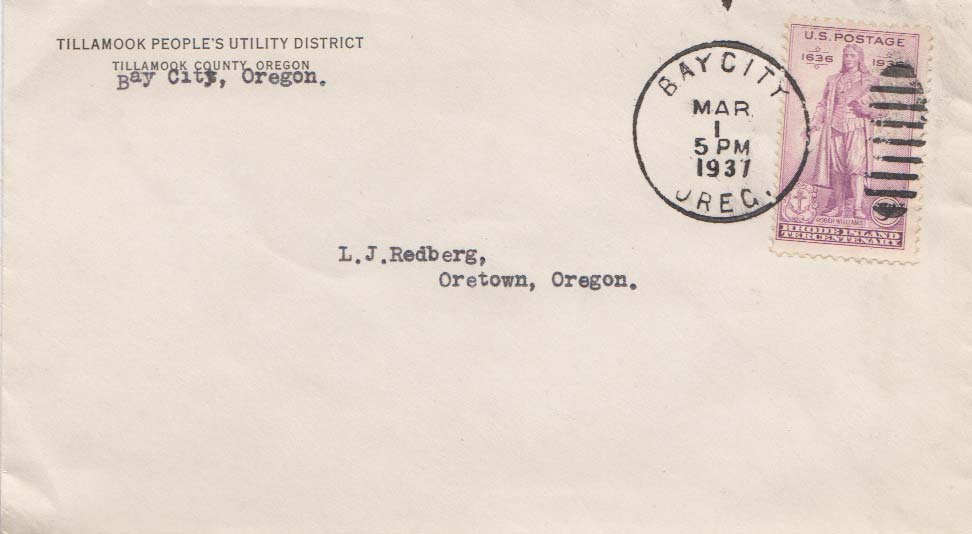 TILLAMOOK PEOPLE'S UTILITY DISTRICT
TILLAMOOK COUNTY, OREGON
Bay City, Oregon.
BAY CITY
MAR
1
5 PM
1937
OREG.
U.S. POSTAGE
1636 1936
ROGER WILLIAMS
RHODE ISLAND
TERCENTENARY
L.J.Redberg,
Oretown, Oregon.